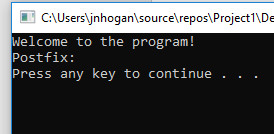 C:\Users\jnhogan\source\repos\Project1\De
Welcome to the program!
Postfix:
Press any key to continue . . .